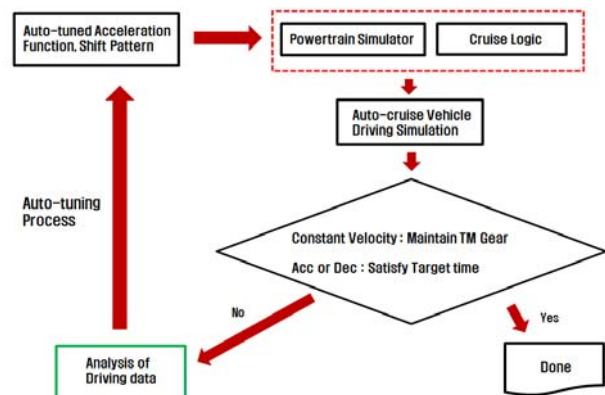 Auto-tuned Acceleration
Function, Shift Pattern
Powertrain Simulator
Cruise Logic
Auto-cruise Vehicle
Driving Simulation
Auto-tuning
Process
Constant Velocity : Maintain TM Gear
Acc or Dec : Satisfy Target time
No
Yes
Analysis of
Driving data
Done